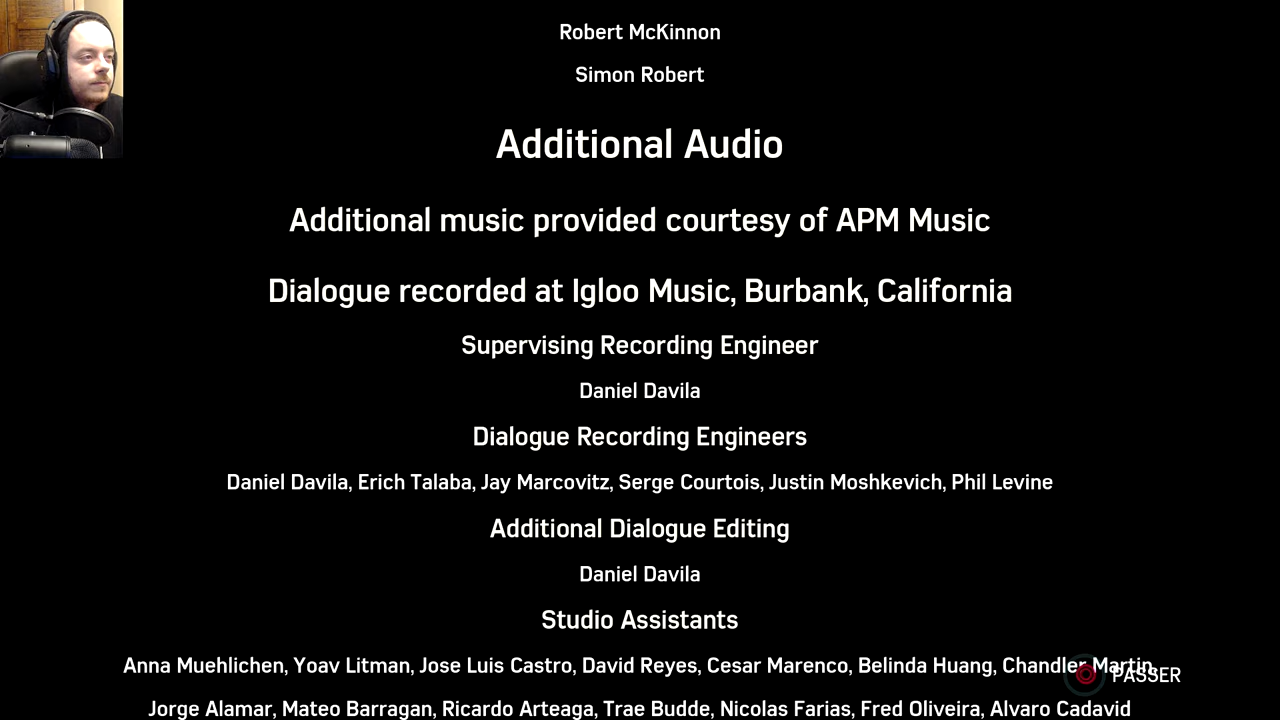 Robert McKinnon
Simon Robert
Additional Audio
Additional music provided courtesy of APM Music
Dialogue recorded at Igloo Music, Burbank, California
Supervising Recording Engineer
Daniel Davila
Dialogue Recording Engineers
Daniel Davila, Erich Talaba, Jay Marcovitz, Serge Courtois, Justin Moshkevich, Phil Levine
Additional Dialogue Editing
Daniel Davila
Studio Assistants
Anna Muehlichen, Yoav Litman, Jose Luis Castro, David Reyes, Cesar Marenco, Belinda Huang, Chandler Martin,
PASSER
Jorge Alamar, Mateo Barragan, Ricardo Arteaga, Trae Budde, Nicolas Farias, Fred Oliveira, Alvaro Cadavid